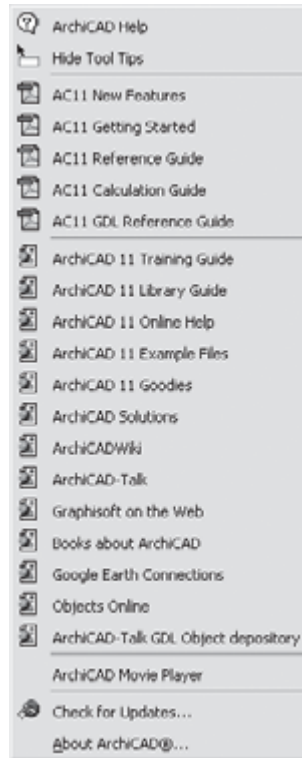 ArchiCAD Help
Hide Tool Tips
AC11 New Features
AC11 Getting Started
AC11 Reference Guide
AC11 Calculation Guide
AC11 GDL Reference Guide
ArchiCAD 11 Training Guide
ArchiCAD 11 Library Guide
ArchiCAD 11 Online Help
ArchiCAD 11 Example Files
ArchiCAD 11 Goodies
ArchiCAD Solutions
ArchiCADWiki
ArchiCAD-Talk
Graphisoft on the Web
Books about ArchiCAD
Google Earth Connections
Objects Online
ArchiCAD-Talk GDL Object depository
ArchiCAD Movie Player
Check for Updates...
About ArchiCAD®...